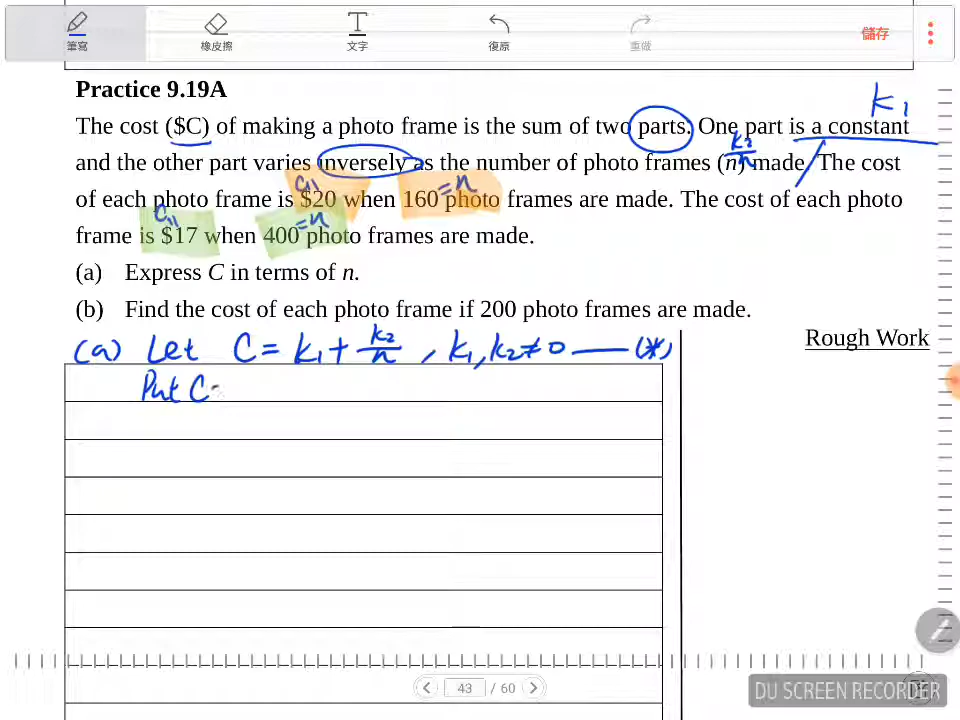 筆寫 橡皮擦 文字 復原 重做 儲存
Practice 9.19A
K1
The cost ($C) of making a photo frame is the sum of two parts. One part is a constant
k2/n
and the other part varies inversely as the number of photo frames (n) made. The cost
C11 =n
of each photo frame is $20 when 160 photo frames are made. The cost of each photo
C11 =n
frame is $17 when 400 photo frames are made.
(a) Express C in terms of n.
(b) Find the cost of each photo frame if 200 photo frames are made.
Rough Work
(a) Let C = k1 + k2/n , k1, k2 ≠ 0 — (*)
Put C
43 / 60
DU SCREEN RECORDER